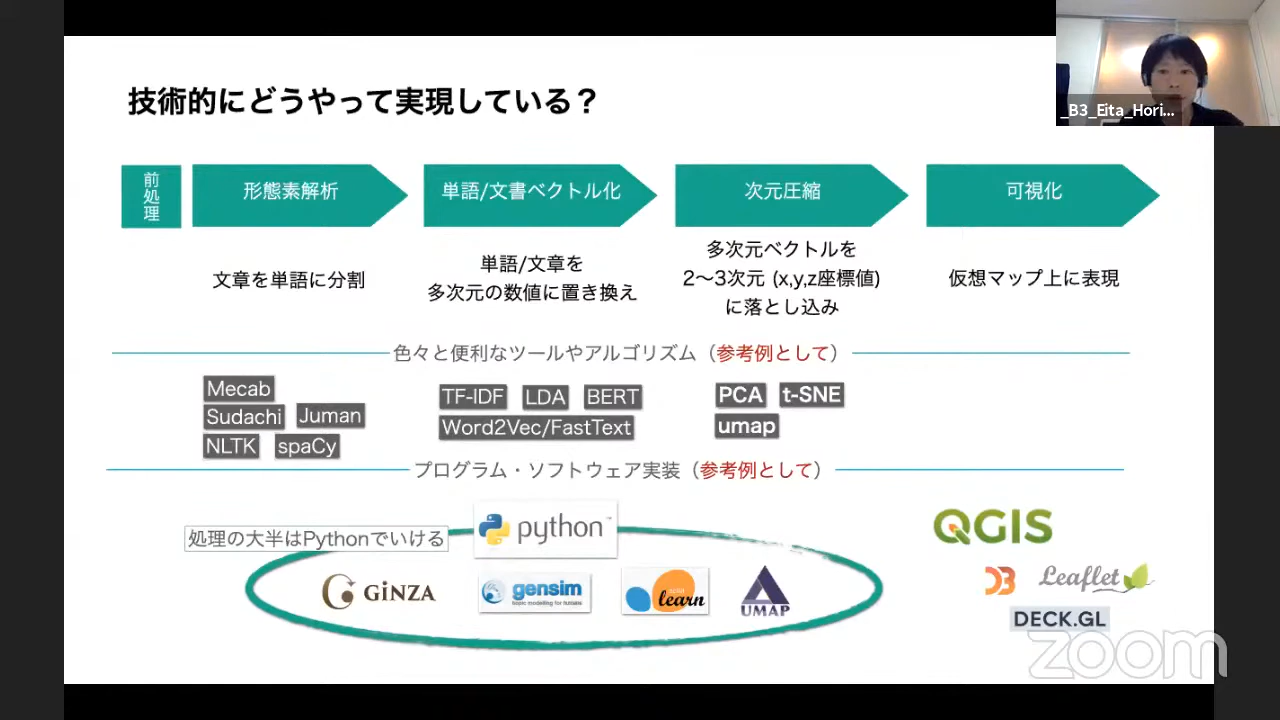 技術的にどうやって実現している？
_B3_Eita_Hori...
前処理
形態素解析
単語/文書ベクトル化
次元圧縮
可視化
文章を単語に分割
単語/文章を
多次元の数値に置き換え
多次元ベクトルを
2〜3次元 (x,y,z座標値)
に落とし込み
仮想マップ上に表現
色々と便利なツールやアルゴリズム（参考例として）
Mecab
Sudachi Juman
NLTK spaCy
TF-IDF LDA BERT
Word2Vec/FastText
PCA t-SNE
umap
プログラム・ソフトウェア実装（参考例として）
処理の大半はPythonでいける
python
GiNZA
gensim
topic modelling for humans
learn
UMAP
QGIS
D3
Leaflet
DECK.GL
zoom